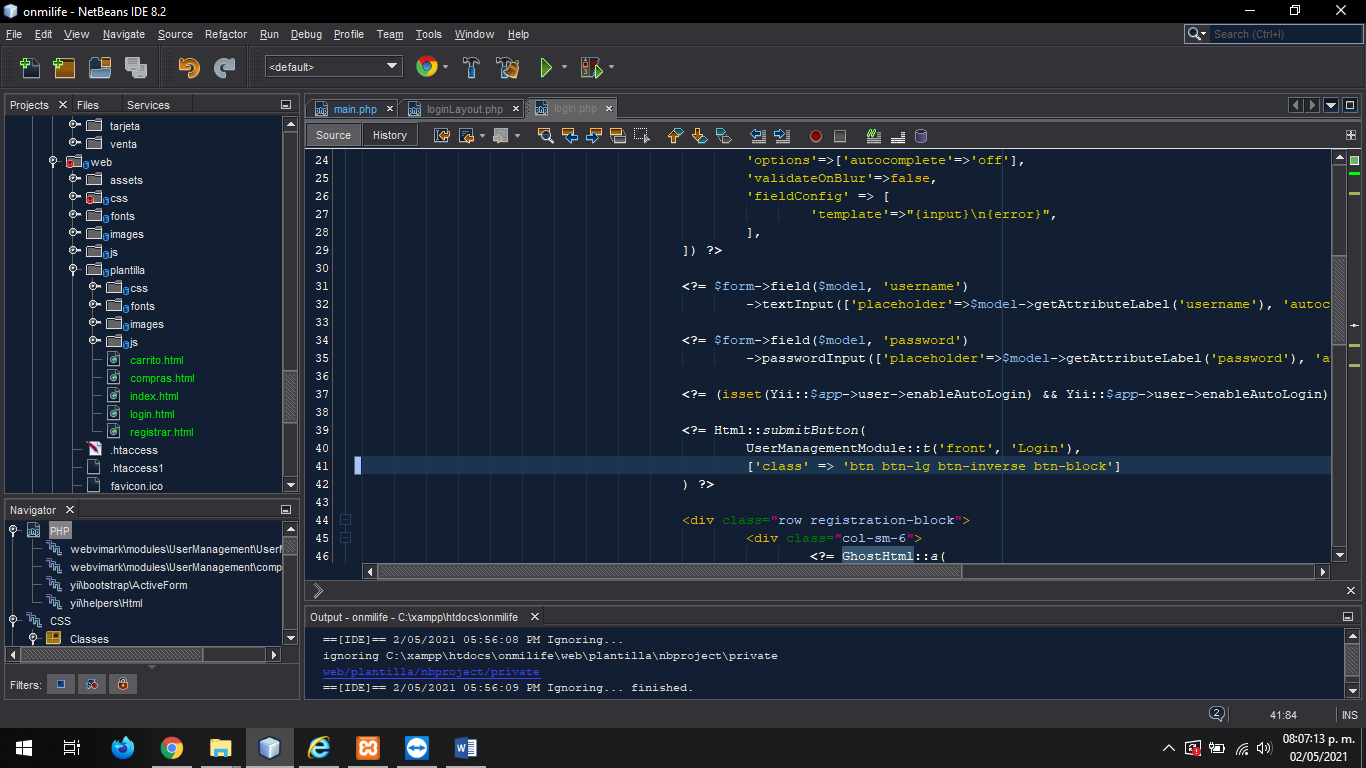 onmilife - NetBeans IDE 8.2
File Edit View Navigate Source Refactor Run Debug Profile Team Tools Window Help
Search (Ctrl+I)
<default>
Projects Files Services
tarjeta
venta
web
assets
css
fonts
images
js
plantilla
css
fonts
images
js
carrito.html
compras.html
index.html
login.html
registrar.html
.htaccess
.htaccess1
favicon.ico
Navigator
PHP
webvimark\modules\UserManagement\User
webvimark\modules\UserManagement\comp
yii\bootstrap\ActiveForm
yii\helpers\Html
CSS
Classes
Filters:
main.php loginLayout.php login.php
Source History
24 'options'=>['autocomplete'=>'off'],
25 'validateOnBlur'=>false,
26 'fieldConfig' => [
27 'template'=>"{input}\n{error}",
28 ],
29 ]) ?>
30
31 <?= $form->field($model, 'username')
32 ->textInput(['placeholder'=>$model->getAttributeLabel('username'), 'autoc
33
34 <?= $form->field($model, 'password')
35 ->passwordInput(['placeholder'=>$model->getAttributeLabel('password'), 'a
36
37 <?= (isset(Yii::$app->user->enableAutoLogin) && Yii::$app->user->enableAutoLogin)
38
39 <?= Html::submitButton(
40 UserManagementModule::t('front', 'Login'),
41 ['class' => 'btn btn-lg btn-inverse btn-block']
42 ) ?>
43
44 <div class="row registration-block">
45 <div class="col-sm-6">
46 <?= GhostHtml::a(
Output - onmilife - C:\xampp\htdocs\onmilife
==[IDE]== 2/05/2021 05:56:08 PM Ignoring...
ignoring C:\xampp\htdocs\onmilife\web\plantilla\nbproject\private
web/plantilla/nbproject/private
==[IDE]== 2/05/2021 05:56:09 PM Ignoring... finished.
2
41:84 INS
08:07:13 p. m.
02/05/2021